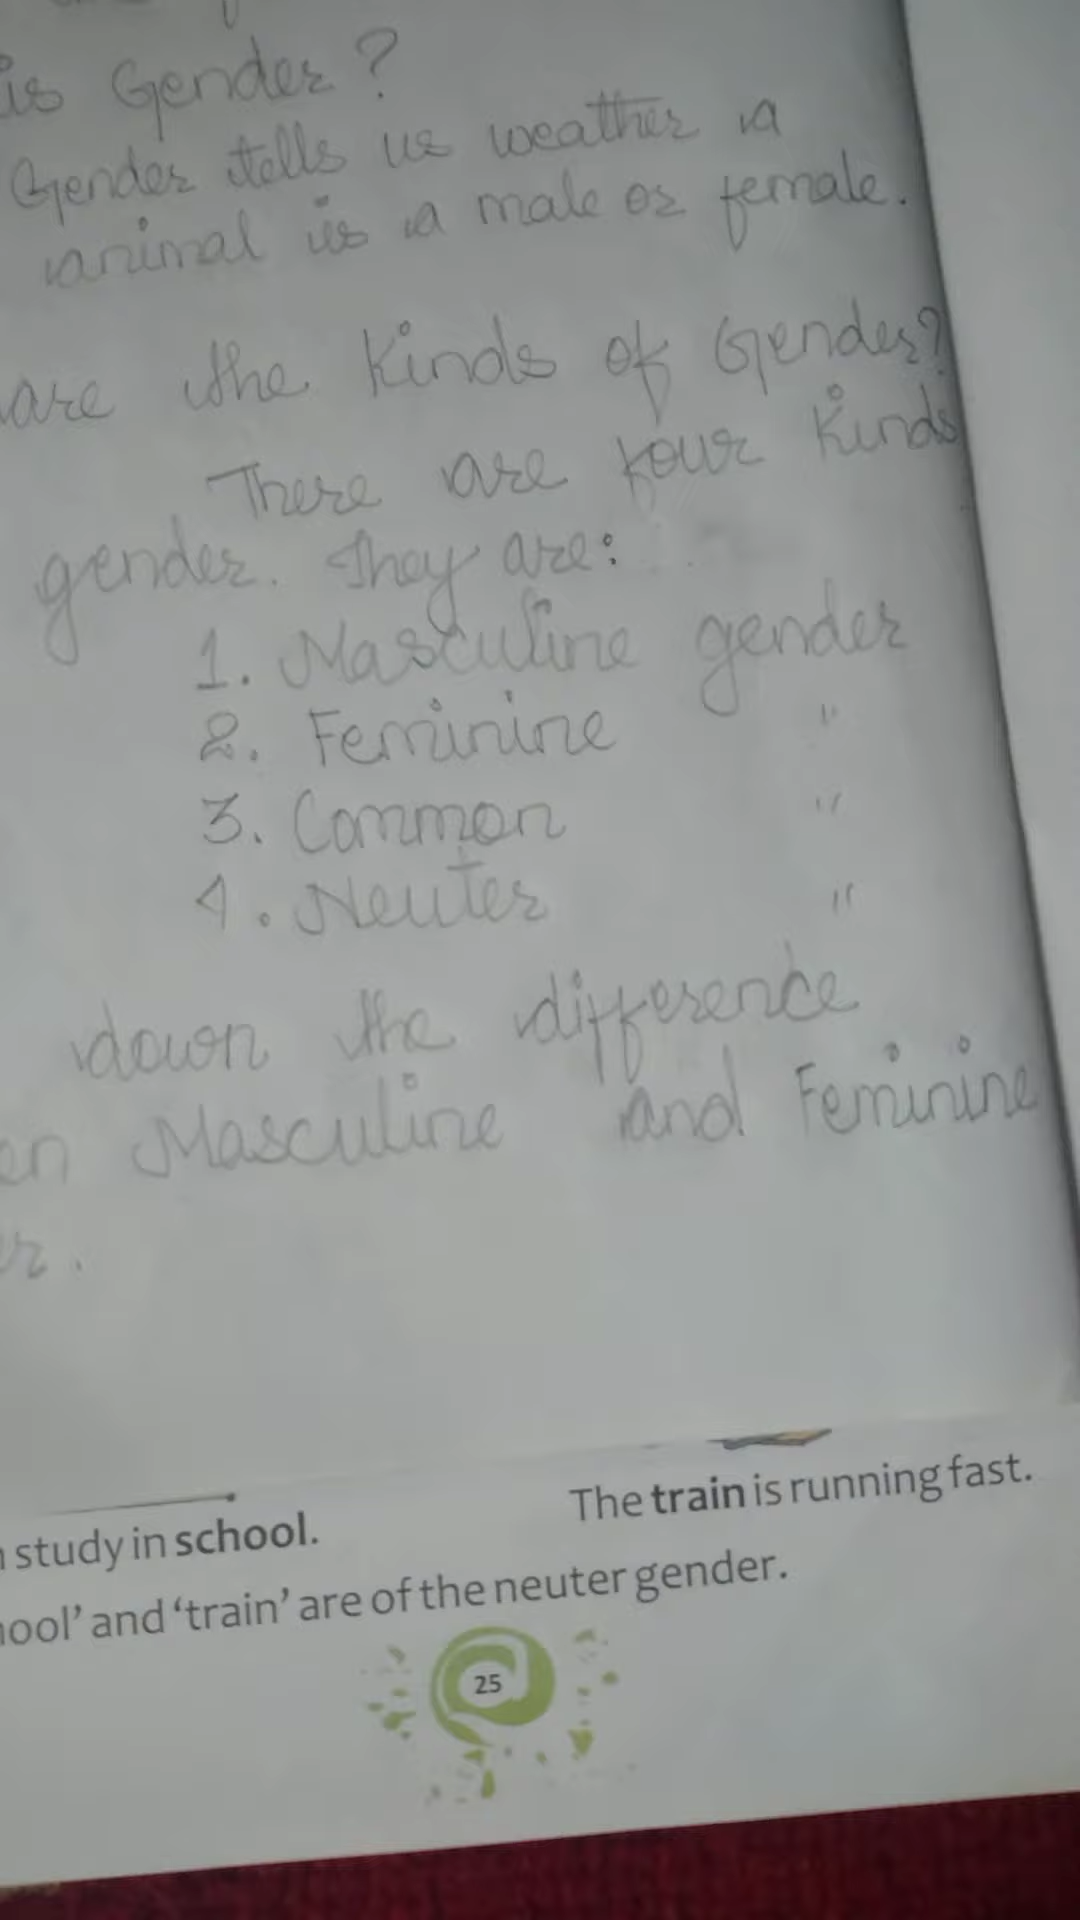 is Gender?
Gender tells us weather a
animal is a male or female.
are the Kinds of Gender?
There are four Kinds
gender. They are:
1. Masculine gender
2. Feminine "
3. Common "
4. Neuter "
down the difference
en Masculine and Feminine
er.
study in school. The train is running fast.
ool' and 'train' are of the neuter gender.
25